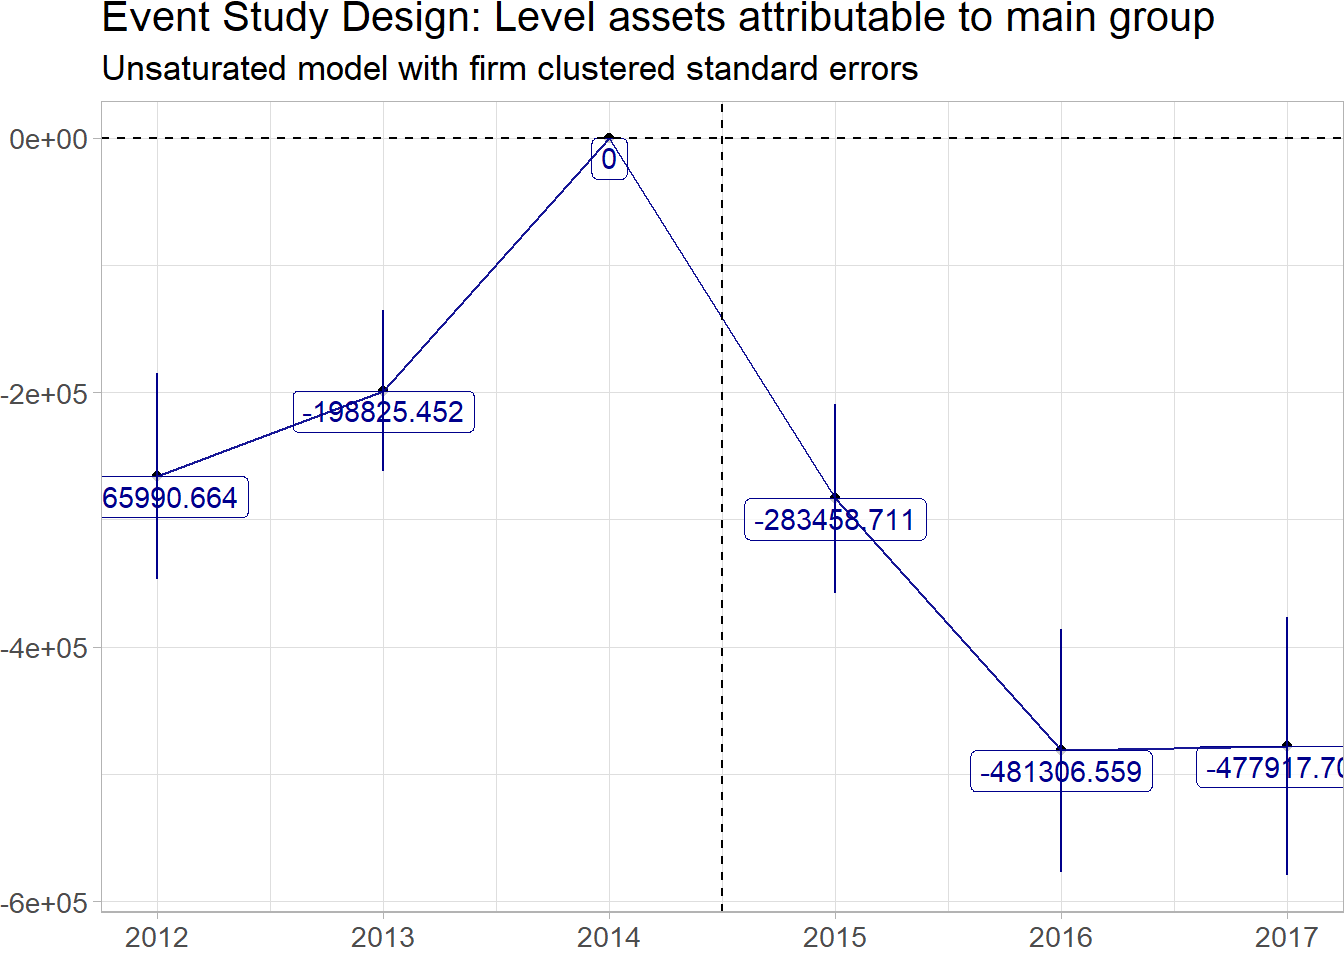 Event Study Design: Level assets attributable to main group
Unsaturated model with firm clustered standard errors
0e+00
-2e+05
-4e+05
-6e+05
65990.664
-198825.452
0
-283458.711
-481306.559
-477917.70
2012
2013
2014
2015
2016
2017